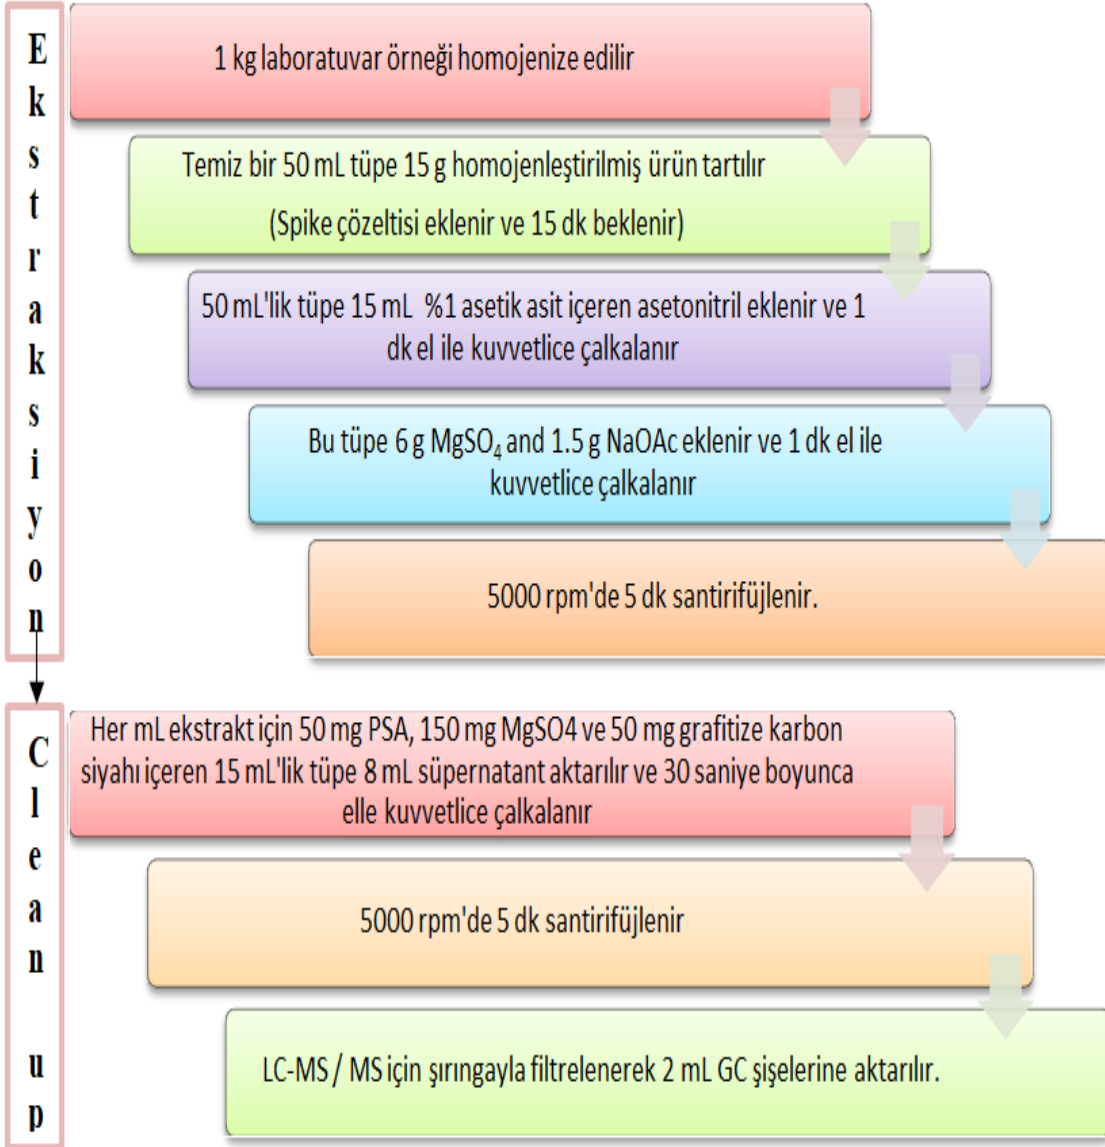 Ekstraksiyon
1 kg laboratuvar örneği homojenize edilir
Temiz bir 50 mL tüpe 15 g homojenleştirilmiş ürün tartılır
(Spike çözeltisi eklenir ve 15 dk beklenir)
50 mL'lik tüpe 15 mL %1 asetik asit içeren asetonitril eklenir ve 1
dk el ile kuvvetlice çalkalanır
Bu tüpe 6 g MgSO₄ and 1.5 g NaOAc eklenir ve 1 dk el ile
kuvvetlice çalkalanır
5000 rpm'de 5 dk santirifüjlenir.
Clean up
Her mL ekstrakt için 50 mg PSA, 150 mg MgSO4 ve 50 mg grafitize karbon
siyahı içeren 15 mL'lik tüpe 8 mL süpernatant aktarılır ve 30 saniye boyunca
elle kuvvetlice çalkalanır
5000 rpm'de 5 dk santirifüjlenir
LC-MS / MS için şırıngayla filtrelenerek 2 mL GC şişelerine aktarılır.